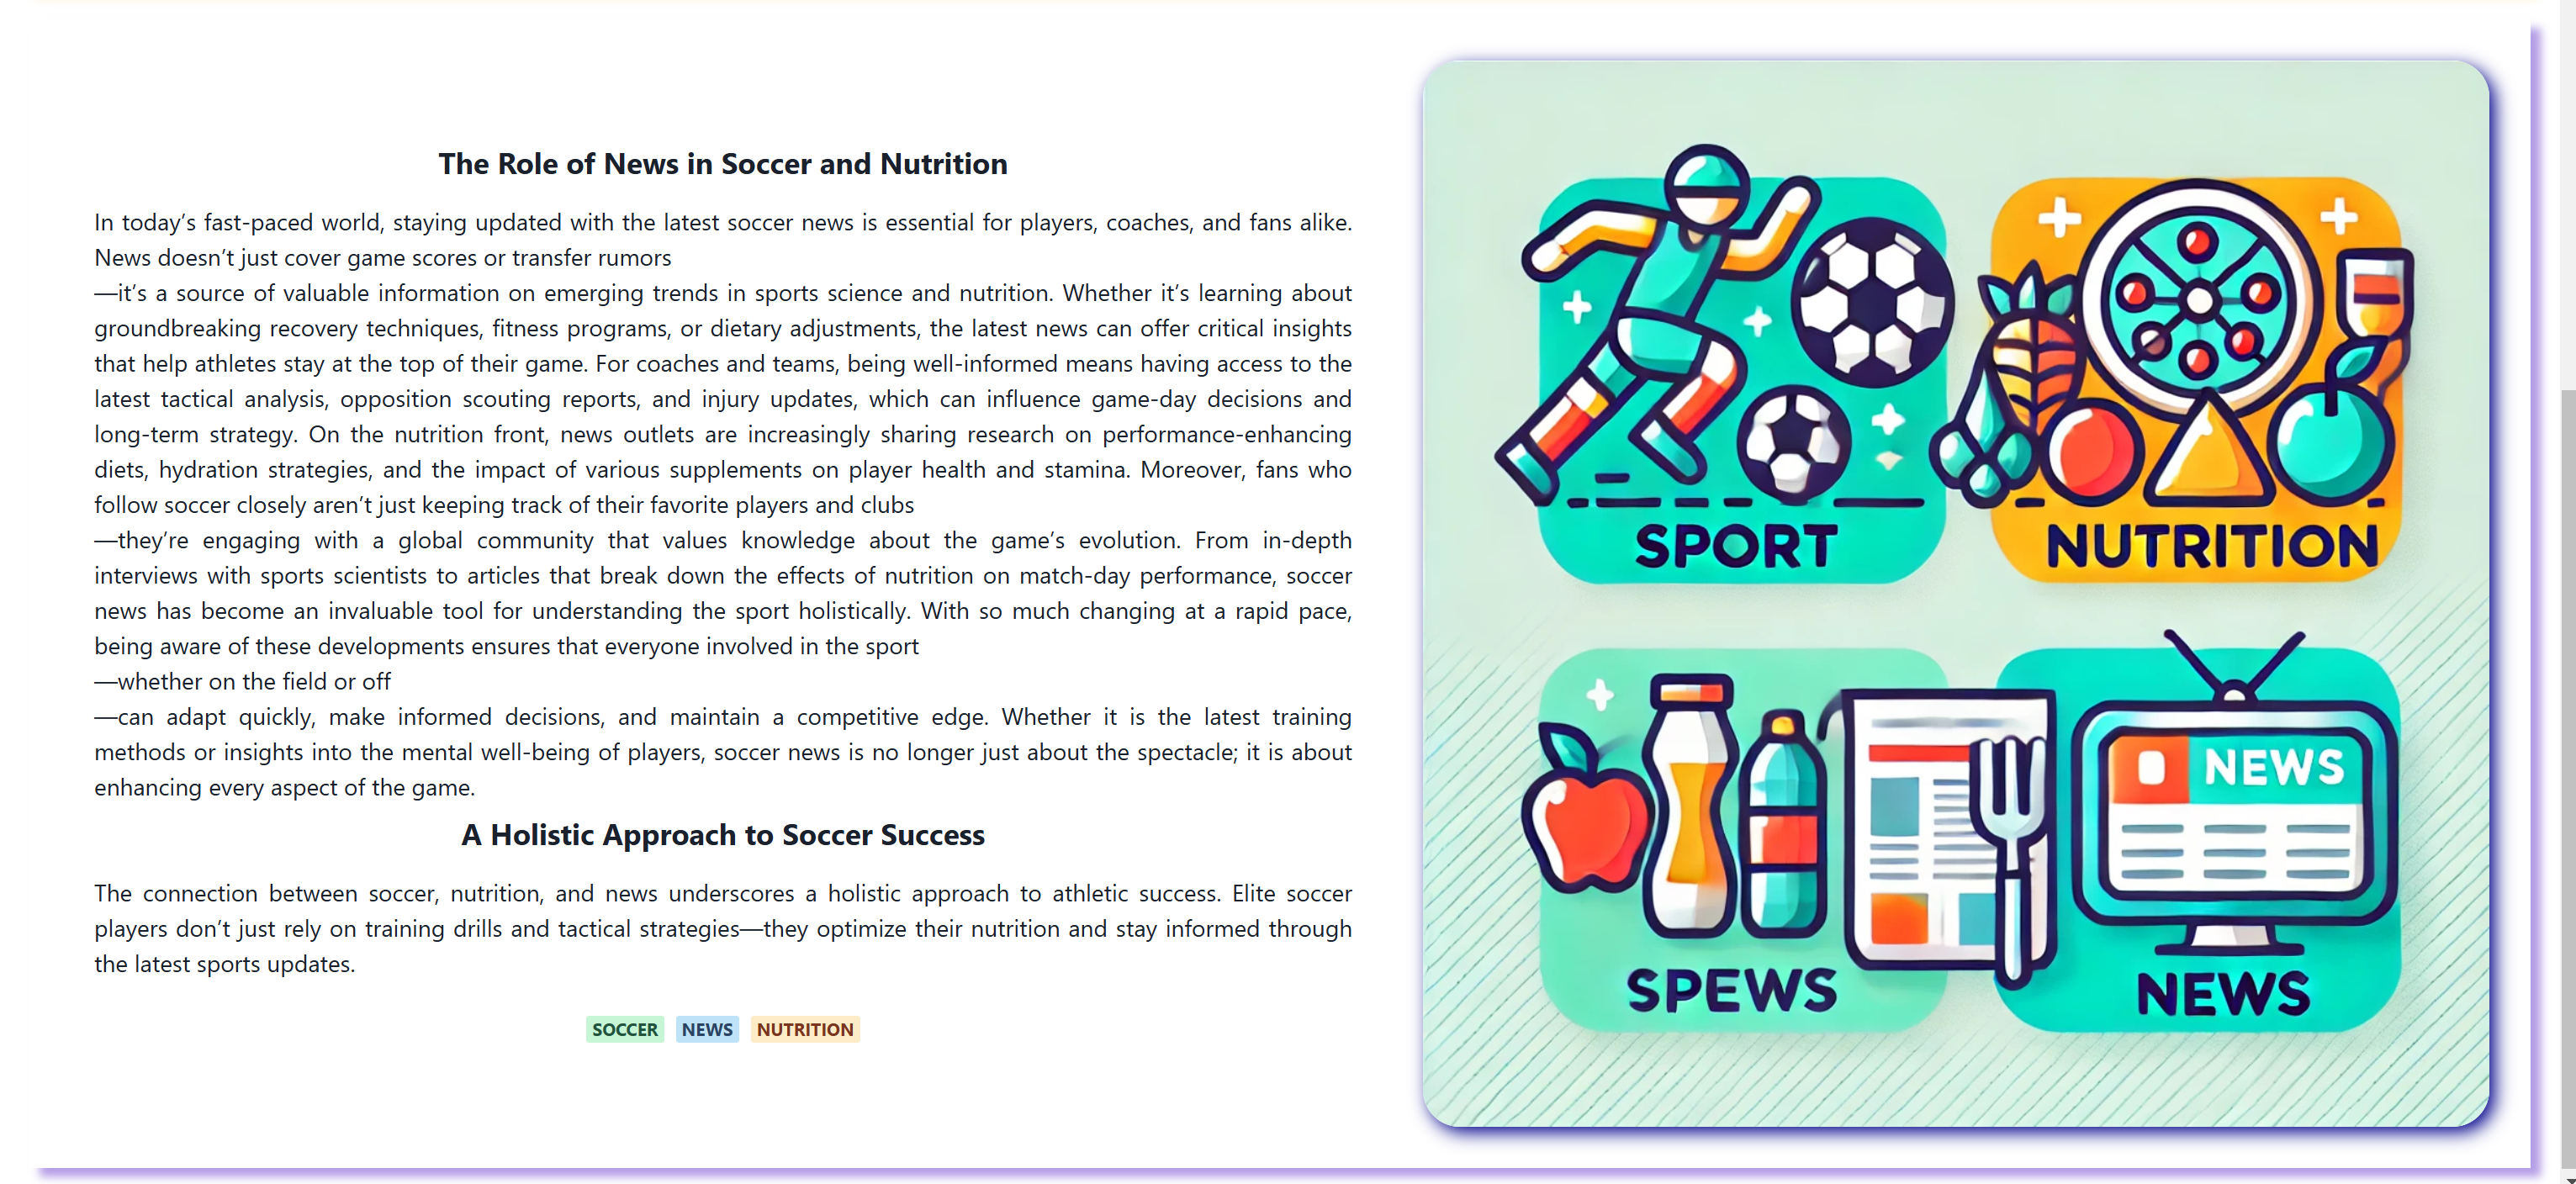 The Role of News in Soccer and Nutrition
In today’s fast-paced world, staying updated with the latest soccer news is essential for players, coaches, and fans alike.
News doesn’t just cover game scores or transfer rumors
—it’s a source of valuable information on emerging trends in sports science and nutrition. Whether it’s learning about
groundbreaking recovery techniques, fitness programs, or dietary adjustments, the latest news can offer critical insights
that help athletes stay at the top of their game. For coaches and teams, being well-informed means having access to the
latest tactical analysis, opposition scouting reports, and injury updates, which can influence game-day decisions and
long-term strategy. On the nutrition front, news outlets are increasingly sharing research on performance-enhancing
diets, hydration strategies, and the impact of various supplements on player health and stamina. Moreover, fans who
follow soccer closely aren’t just keeping track of their favorite players and clubs
—they’re engaging with a global community that values knowledge about the game’s evolution. From in-depth
interviews with sports scientists to articles that break down the effects of nutrition on match-day performance, soccer
news has become an invaluable tool for understanding the sport holistically. With so much changing at a rapid pace,
being aware of these developments ensures that everyone involved in the sport
—whether on the field or off
—can adapt quickly, make informed decisions, and maintain a competitive edge. Whether it is the latest training
methods or insights into the mental well-being of players, soccer news is no longer just about the spectacle; it is about
enhancing every aspect of the game.
A Holistic Approach to Soccer Success
The connection between soccer, nutrition, and news underscores a holistic approach to athletic success. Elite soccer
players don’t just rely on training drills and tactical strategies—they optimize their nutrition and stay informed through
the latest sports updates.
SOCCER NEWS NUTRITION
SPORT
NUTRITION
NEWS
SPEWS
NEWS